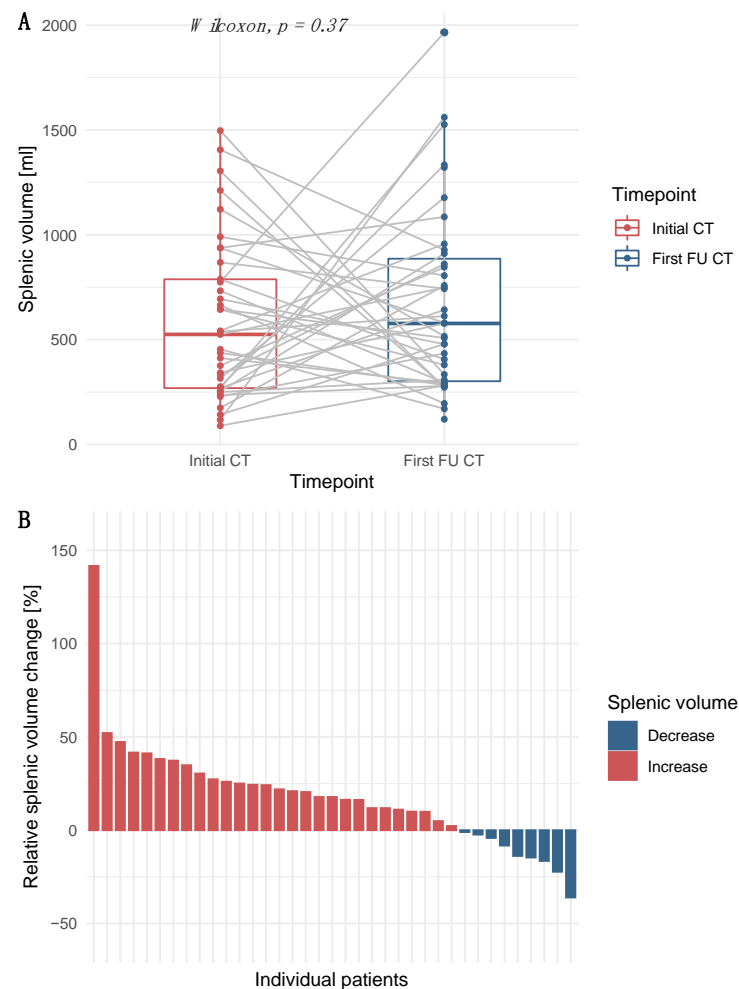 A
Wilcoxon, p = 0.37
2000
1500
1000
500
0
Splenic volume [ml]
Initial CT
First FU CT
Timepoint
Timepoint
Initial CT
First FU CT
B
150
100
50
0
−50
Relative splenic volume change [%]
Individual patients
Splenic volume
Decrease
Increase